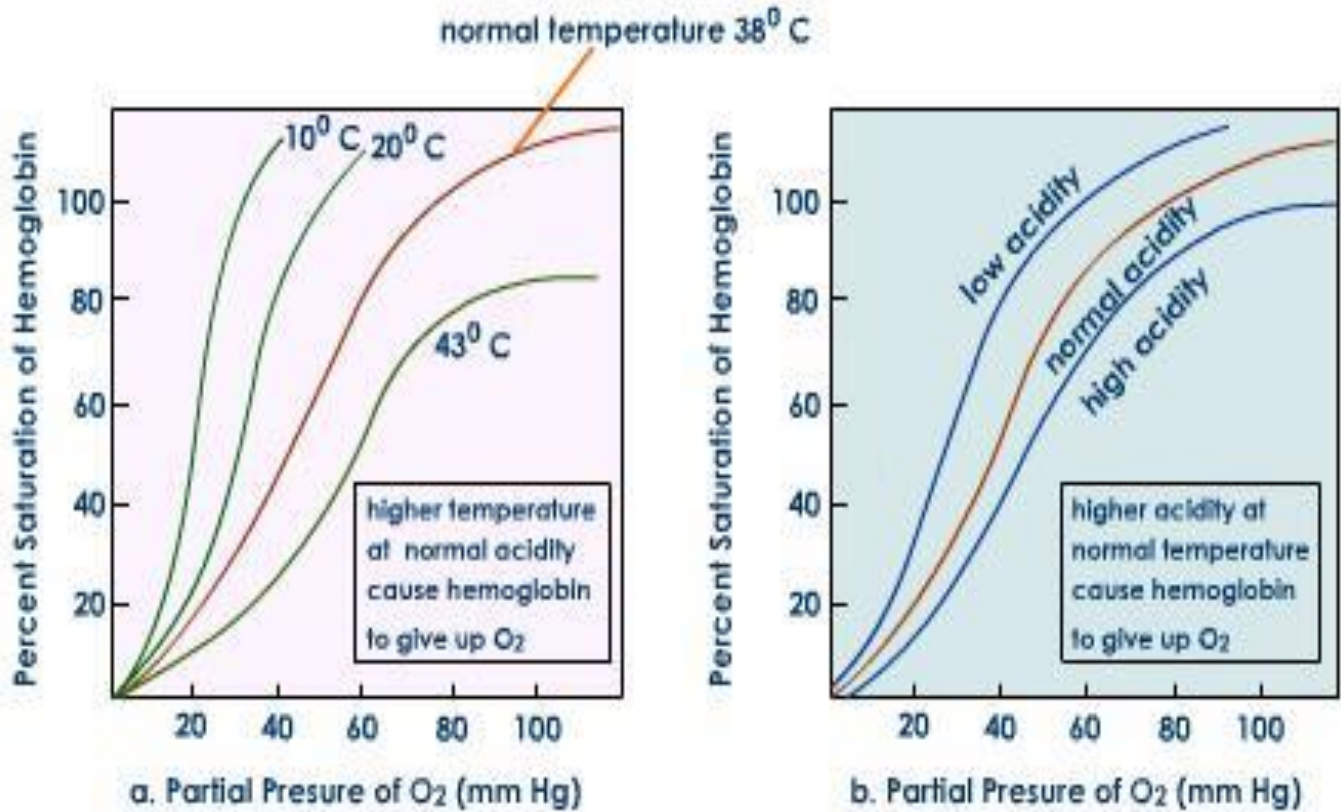 normal temperature 38⁰ C
Percent Saturation of Hemoglobin
100
80
60
40
20
10⁰ C
20⁰ C
43⁰ C
higher temperature
at normal acidity
cause hemoglobin
to give up O₂
20 40 60 80 100
a. Partial Presure of O₂ (mm Hg)
Percent Saturation of Hemoglobin
100
80
60
40
20
low acidity
normal acidity
high acidity
higher acidity at
normal temperature
cause hemoglobin
to give up O₂
20 40 60 80 100
b. Partial Presure of O₂ (mm Hg)